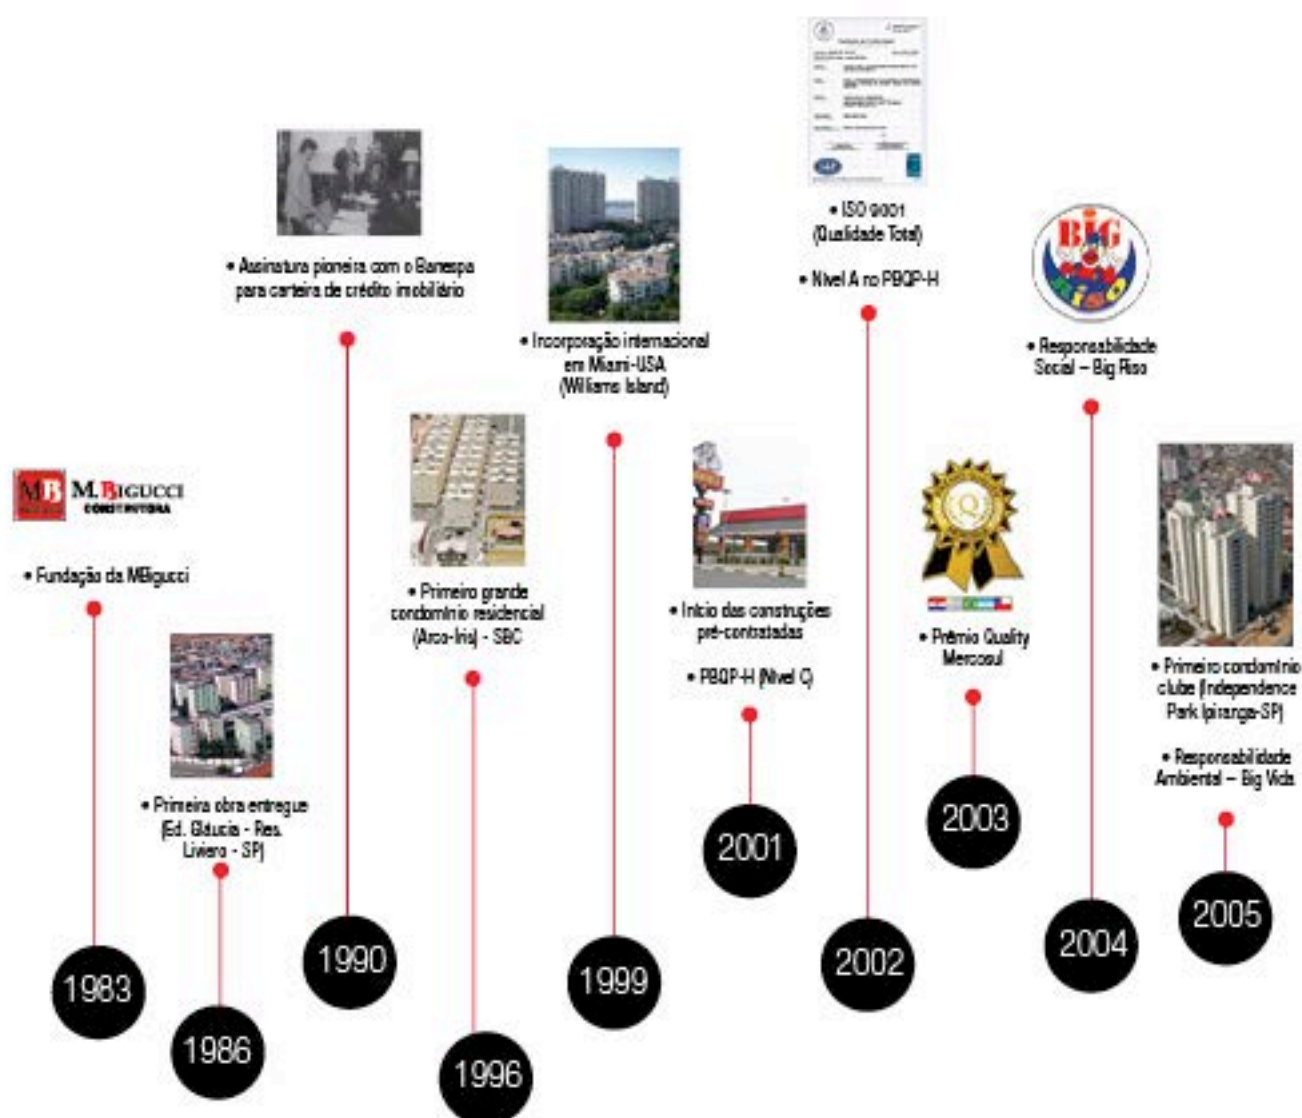 MB M.BIGUCCI
CONSTRUTORA
• Fundação da MBigucci
1983
• Primeira obra entregue
(Ed. Gláucia - Res.
Liviero - SP)
1986
• Assinatura pioneira com o Banespa
para carteira de crédito imobiliário
1990
• Primeiro grande
condomínio residencial
(Arco-Iris) - SBC
1996
• Incorporação internacional
em Miami-USA
(Williams Island)
1999
• Início das construções
pré-contratadas
• PBQP-H (Nível C)
2001
• ISO 9001
(Qualidade Total)
• Nível A no PBQP-H
2002
Q
• Prêmio Quality
Mercosul
2003
BIG
RISO
• Responsabilidade
Social – Big Riso
2004
• Primeiro condomínio
clube (Independence
Park Ipiranga-SP)
• Responsabilidade
Ambiental – Big Vida
2005